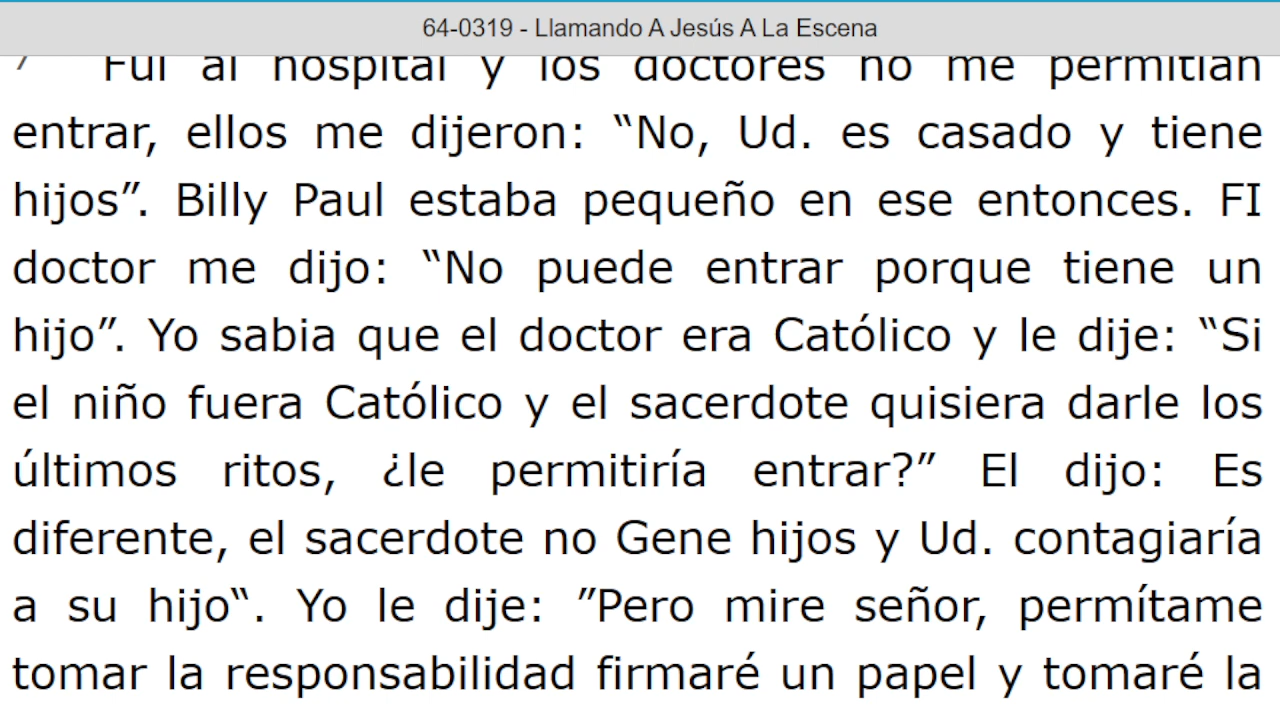 64-0319 - Llamando A Jesús A La Escena
7 Fui al hospital y los doctores no me permitían
entrar, ellos me dijeron: “No, Ud. es casado y tiene
hijos”. Billy Paul estaba pequeño en ese entonces. FI
doctor me dijo: “No puede entrar porque tiene un
hijo”. Yo sabia que el doctor era Católico y le dije: “Si
el niño fuera Católico y el sacerdote quisiera darle los
últimos ritos, ¿le permitiría entrar?” El dijo: Es
diferente, el sacerdote no Gene hijos y Ud. contagiaría
a su hijo“. Yo le dije: ”Pero mire señor, permítame
tomar la responsabilidad firmaré un papel y tomaré la